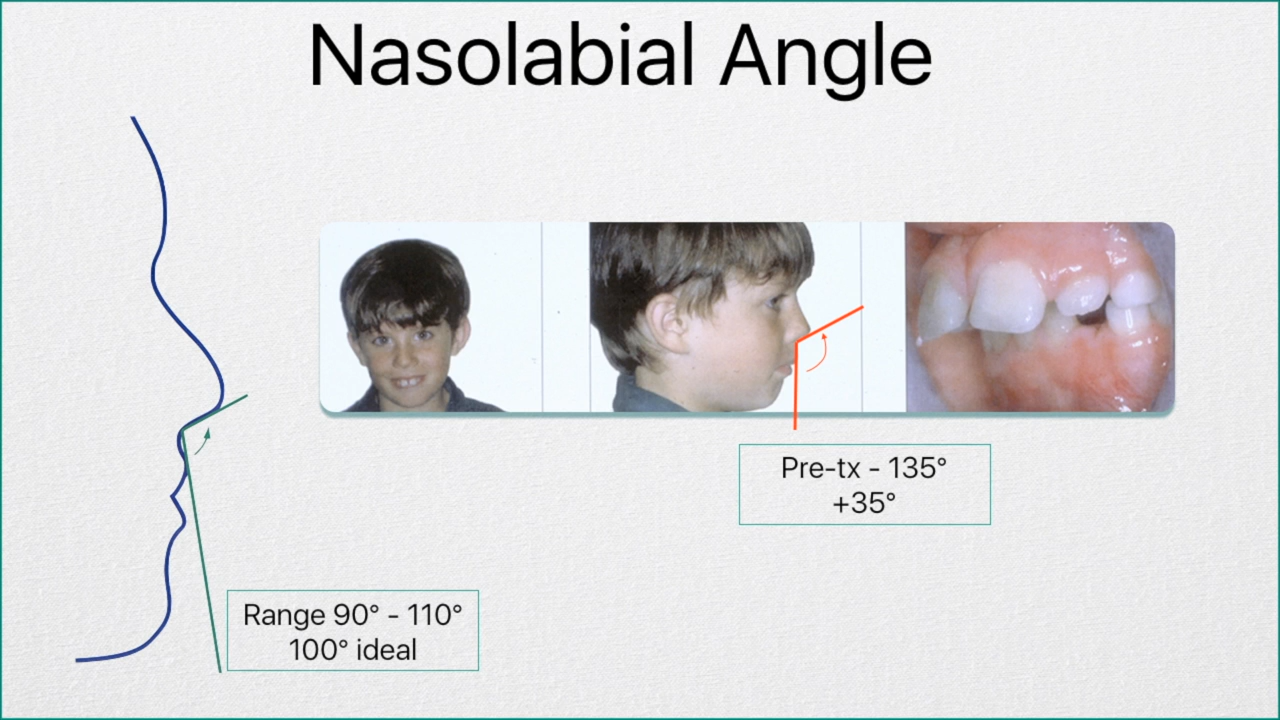 Nasolabial Angle
Pre-tx - 135°
+35°
Range 90° - 110°
100° ideal